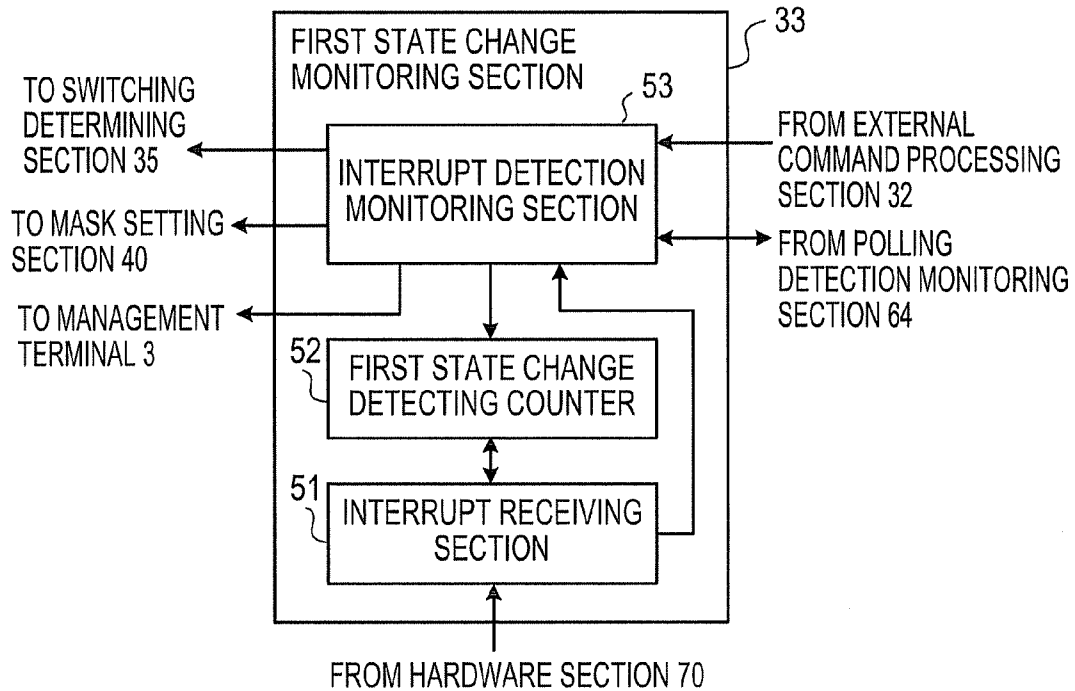 33
FIRST STATE CHANGE
MONITORING SECTION
TO SWITCHING
DETERMINING
SECTION 35
53
INTERRUPT DETECTION
MONITORING SECTION
FROM EXTERNAL
COMMAND PROCESSING
SECTION 32
TO MASK SETTING
SECTION 40
FROM POLLING
DETECTION MONITORING
SECTION 64
TO MANAGEMENT
TERMINAL 3
52
FIRST STATE CHANGE
DETECTING COUNTER
51
INTERRUPT RECEIVING
SECTION
FROM HARDWARE SECTION 70